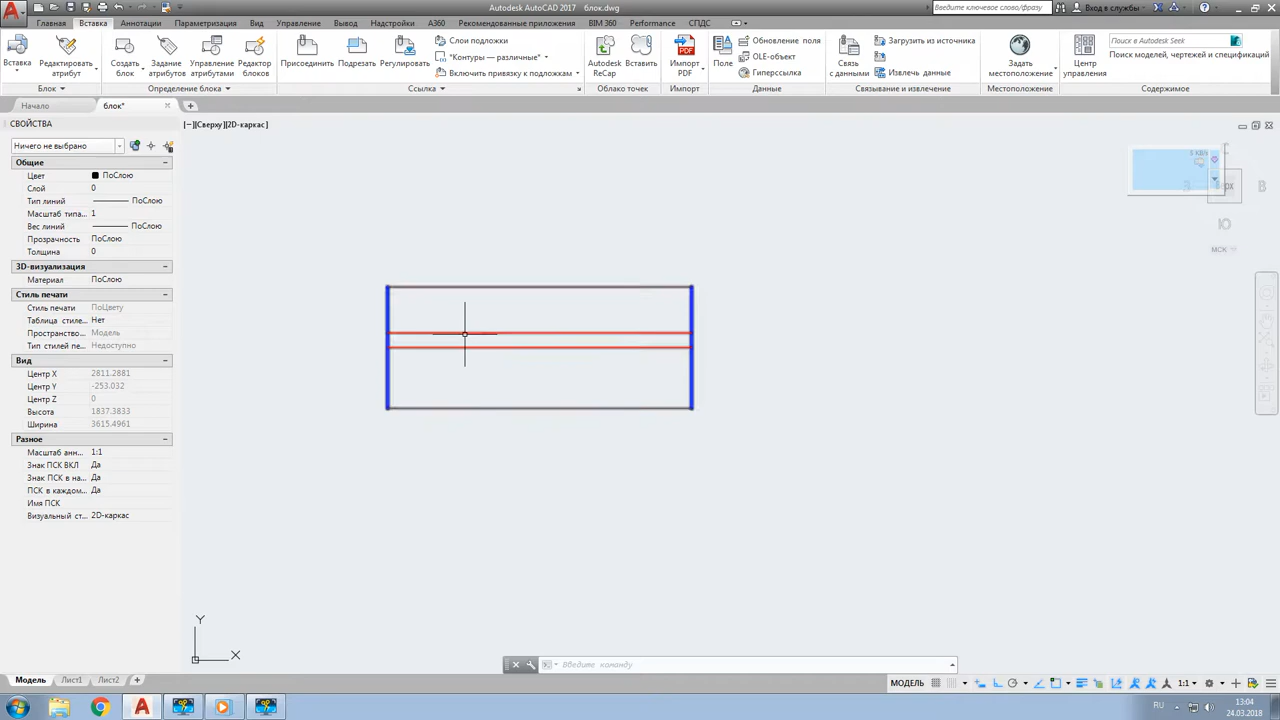 Autodesk AutoCAD 2017 блок.dwg
Введите ключевое слово/фразу
Вход в службы
Главная Вставка Аннотации Параметризация Вид Управление Вывод Надстройки A360 Рекомендованные приложения BIM 360 Performance СПДС
Вставка
Редактировать атрибут
Создать блок
Задание атрибутов
Управление атрибутами
Редактор блоков
Присоединить
Подрезать
Регулировать
Слои подложки
*Контуры — различные*
Включить привязку к подложкам
Autodesk ReCap
Вставить
Импорт PDF
Поле
Обновление поля
OLE-объект
Гиперссылка
Связь с данными
Загрузить из источника
Извлечь данные
Задать местоположение
Центр управления
Поиск в Autodesk Seek
Поиск моделей, чертежей и спецификаций
Блок Определение блока Ссылка Облако точек Импорт Данные Связывание и извлечение Местоположение Содержимое
Начало блок*
СВОЙСТВА
[−][Сверху][2D-каркас]
Ничего не выбрано
Общие
Цвет ПоСлою
Слой 0
Тип линий ПоСлою
Масштаб типа... 1
Вес линий ПоСлою
Прозрачность ПоСлою
Толщина 0
3D-визуализация
Материал ПоСлою
Стиль печати
Стиль печати ПоЦвету
Таблица стиле... Нет
Пространство... Модель
Тип стилей пе... Недоступно
Вид
Центр X 2811.2881
Центр Y -253.032
Центр Z 0
Высота 1837.3833
Ширина 3615.4961
Разное
Масштаб анн... 1:1
Знак ПСК ВКЛ Да
Знак ПСК в на... Да
ПСК в каждом... Да
Имя ПСК
Визуальный ст... 2D-каркас
В
Ю
МСК
Y
X
Введите команду
Модель Лист1 Лист2
МОДЕЛЬ
1:1
RU
13:04
24.03.2018